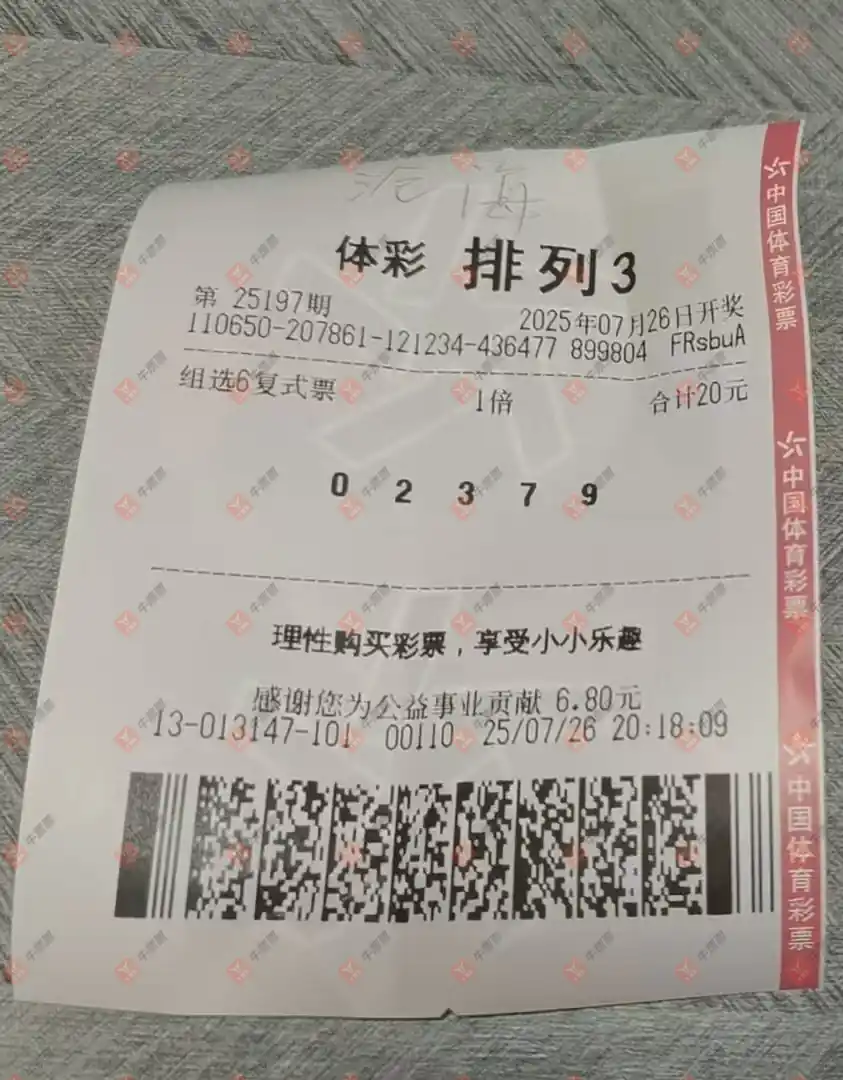 沱海
体彩 排列3
第 25197期 2025年07月26日开奖
110650-207861-121234-436477 899804 FRsbuA
组选6复式票 1倍 合计20元
0 2 3 7 9
理性购买彩票，享受小小乐趣
感谢您为公益事业贡献 6.80元
13-013147-101 00110 25/07/26 20:18:09
中国体育彩票
中国体育彩票
中国体育彩票
牛票票